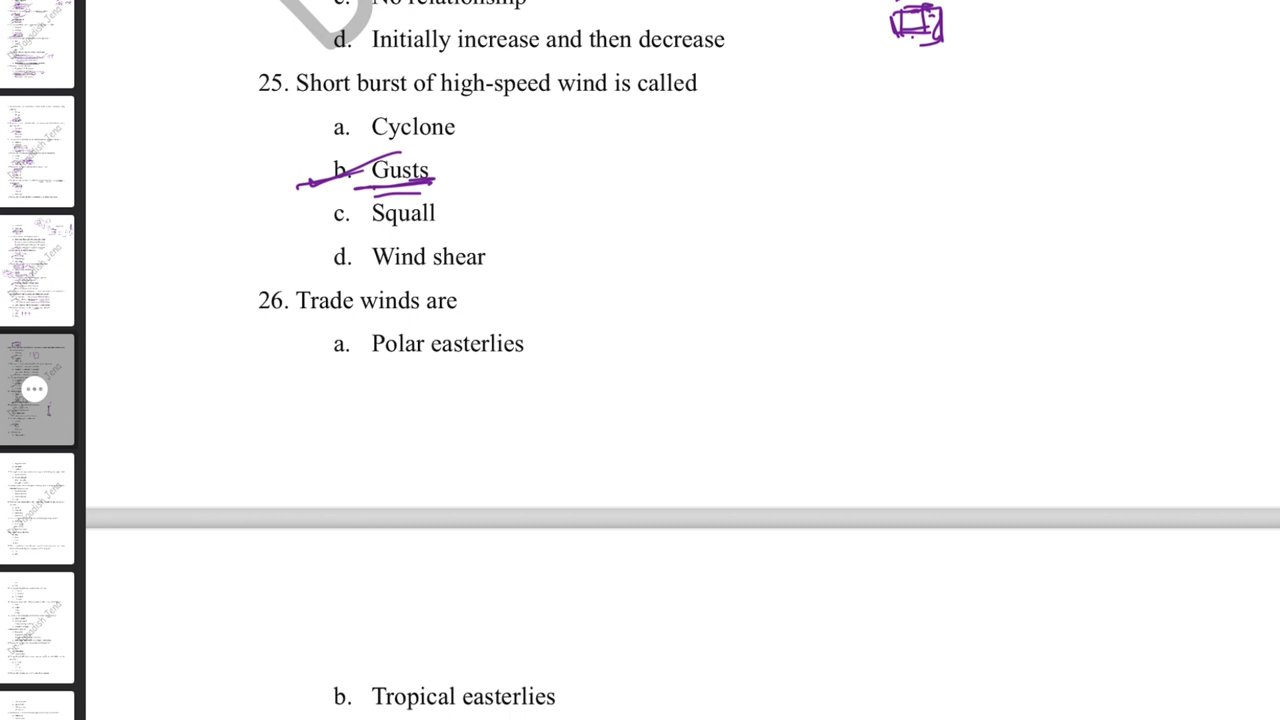 d. Initially increase and then decrease
25. Short burst of high-speed wind is called
a. Cyclone
b. Gusts
c. Squall
d. Wind shear
26. Trade winds are
a. Polar easterlies
b. Tropical easterlies